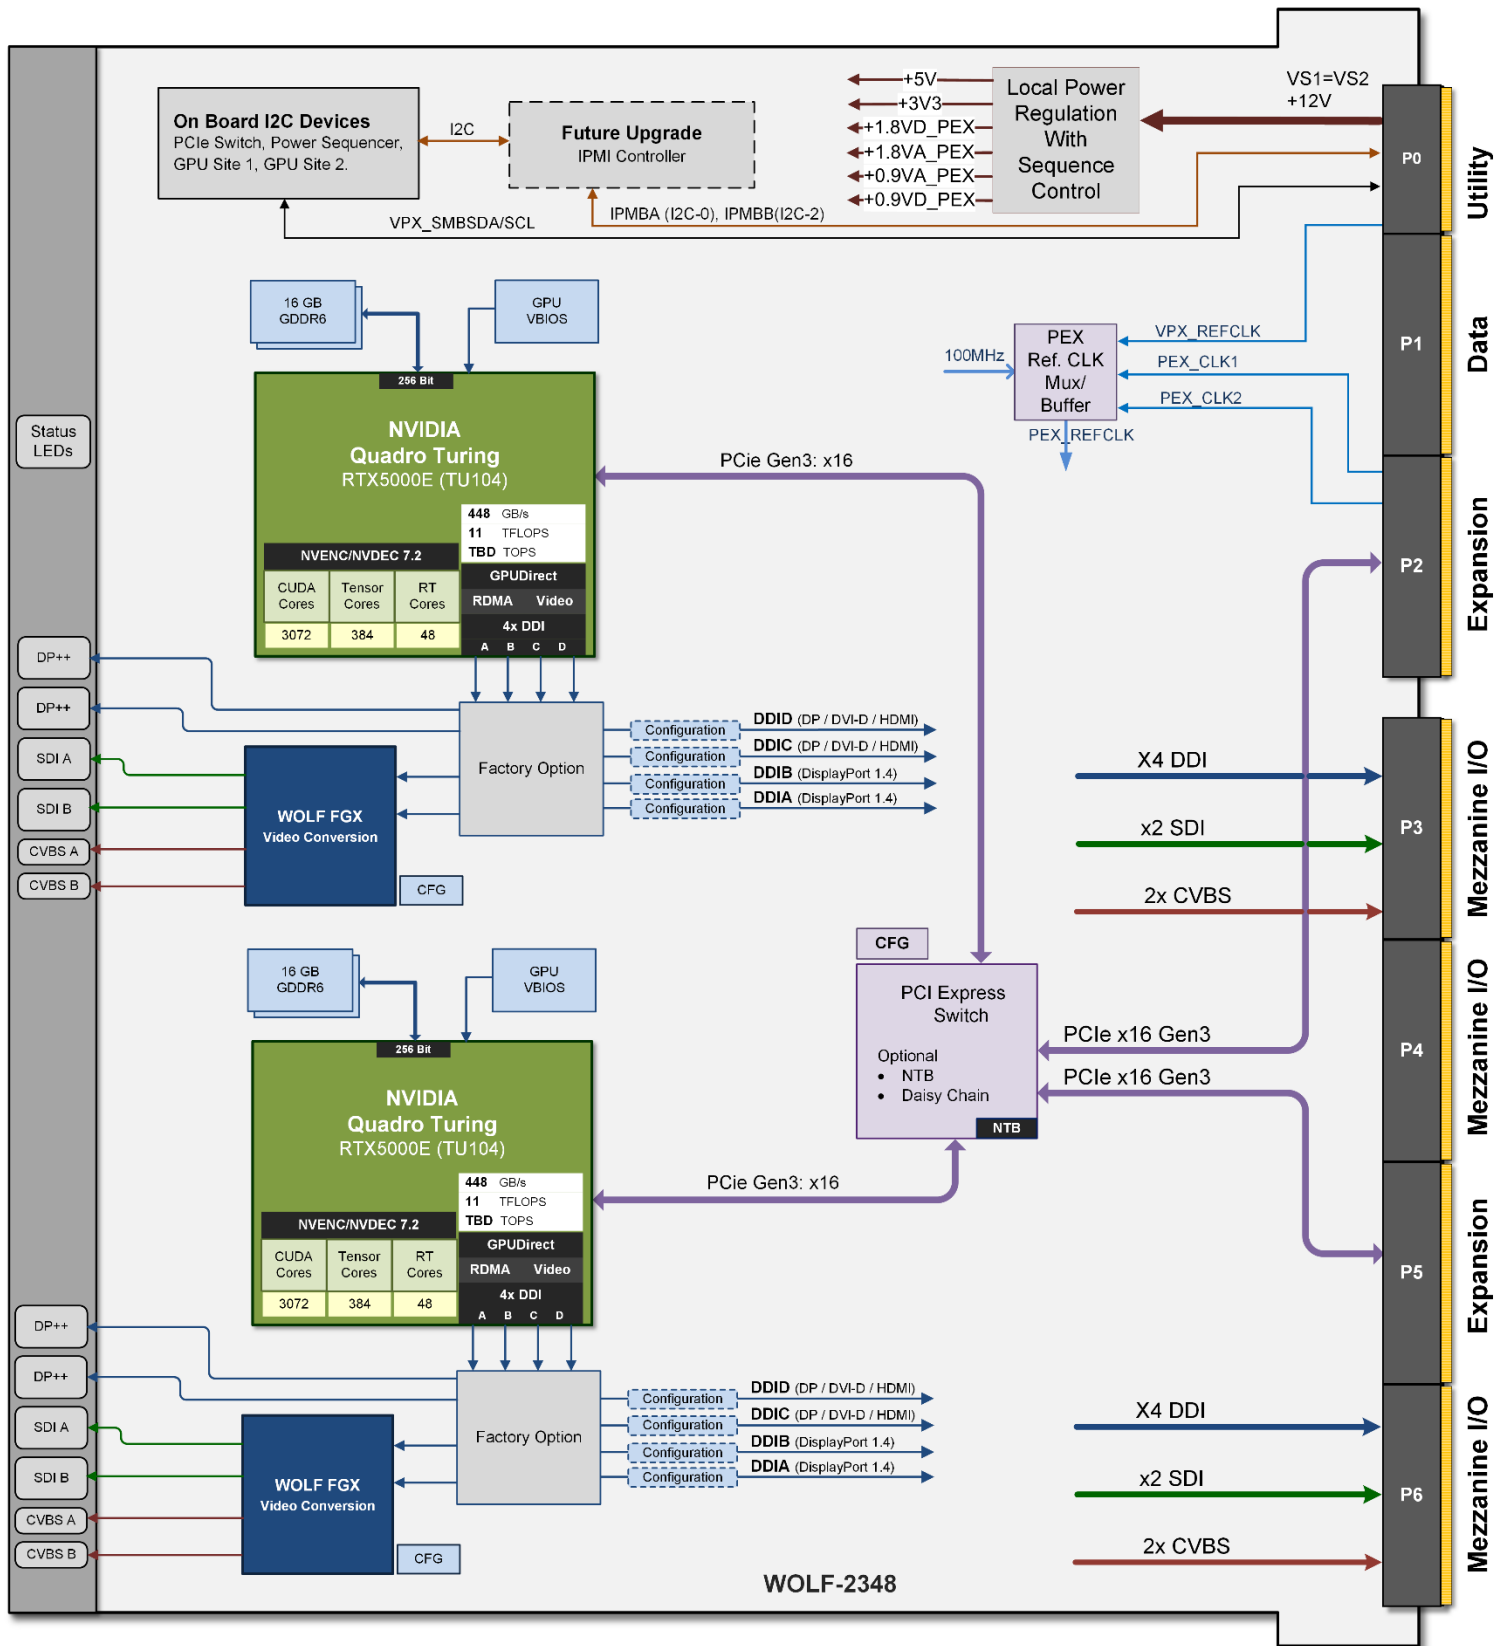 VS1=VS2
+12V
+5V
+3V3
+1.8VD_PEX
+1.8VA_PEX
+0.9VA_PEX
+0.9VD_PEX
Local Power
Regulation
With
Sequence
Control
On Board I2C Devices
PCIe Switch, Power Sequencer,
GPU Site 1, GPU Site 2.
I2C
Future Upgrade
IPMI Controller
IPMBA (I2C-0), IPMBB(I2C-2)
VPX_SMBSDA/SCL
P0
Utility
16 GB
GDDR6
GPU
VBIOS
256 Bit
NVIDIA
Quadro Turing
RTX5000E (TU104)
448 GB/s
11 TFLOPS
TBD TOPS
NVENC/NVDEC 7.2
CUDA
Cores
Tensor
Cores
RT
Cores
3072
384
48
GPUDirect
RDMA Video
4x DDI
A B C D
PCIe Gen3: x16
100MHz
PEX
Ref. CLK
Mux/
Buffer
VPX_REFCLK
PEX_CLK1
PEX_CLK2
PEX_REFCLK
P1
Data
P2
Expansion
Status
LEDs
DP++
DP++
SDI A
SDI B
CVBS A
CVBS B
WOLF FGX
Video Conversion
CFG
Factory Option
Configuration
DDID (DP / DVI-D / HDMI)
Configuration
DDIC (DP / DVI-D / HDMI)
Configuration
DDIB (DisplayPort 1.4)
Configuration
DDIA (DisplayPort 1.4)
X4 DDI
x2 SDI
2x CVBS
P3
Mezzanine I/O
CFG
PCI Express
Switch
Optional
• NTB
• Daisy Chain
NTB
PCIe x16 Gen3
PCIe x16 Gen3
P4
Mezzanine I/O
P5
Expansion
16 GB
GDDR6
GPU
VBIOS
256 Bit
NVIDIA
Quadro Turing
RTX5000E (TU104)
448 GB/s
11 TFLOPS
TBD TOPS
NVENC/NVDEC 7.2
CUDA
Cores
Tensor
Cores
RT
Cores
3072
384
48
GPUDirect
RDMA Video
4x DDI
A B C D
PCIe Gen3: x16
DP++
DP++
SDI A
SDI B
CVBS A
CVBS B
WOLF FGX
Video Conversion
CFG
Factory Option
Configuration
DDID (DP / DVI-D / HDMI)
Configuration
DDIC (DP / DVI-D / HDMI)
Configuration
DDIB (DisplayPort 1.4)
Configuration
DDIA (DisplayPort 1.4)
X4 DDI
x2 SDI
2x CVBS
P6
Mezzanine I/O
WOLF-2348